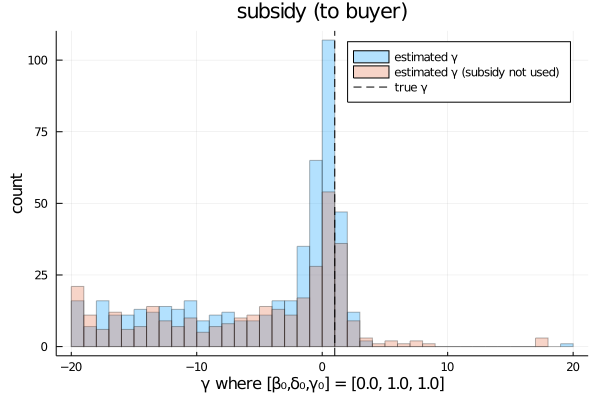 subsidy (to buyer)
100
75
50
25
0
count
estimated γ
estimated γ (subsidy not used)
true γ
−20
−10
0
10
20
γ where [β₀,δ₀,γ₀] = [0.0, 1.0, 1.0]